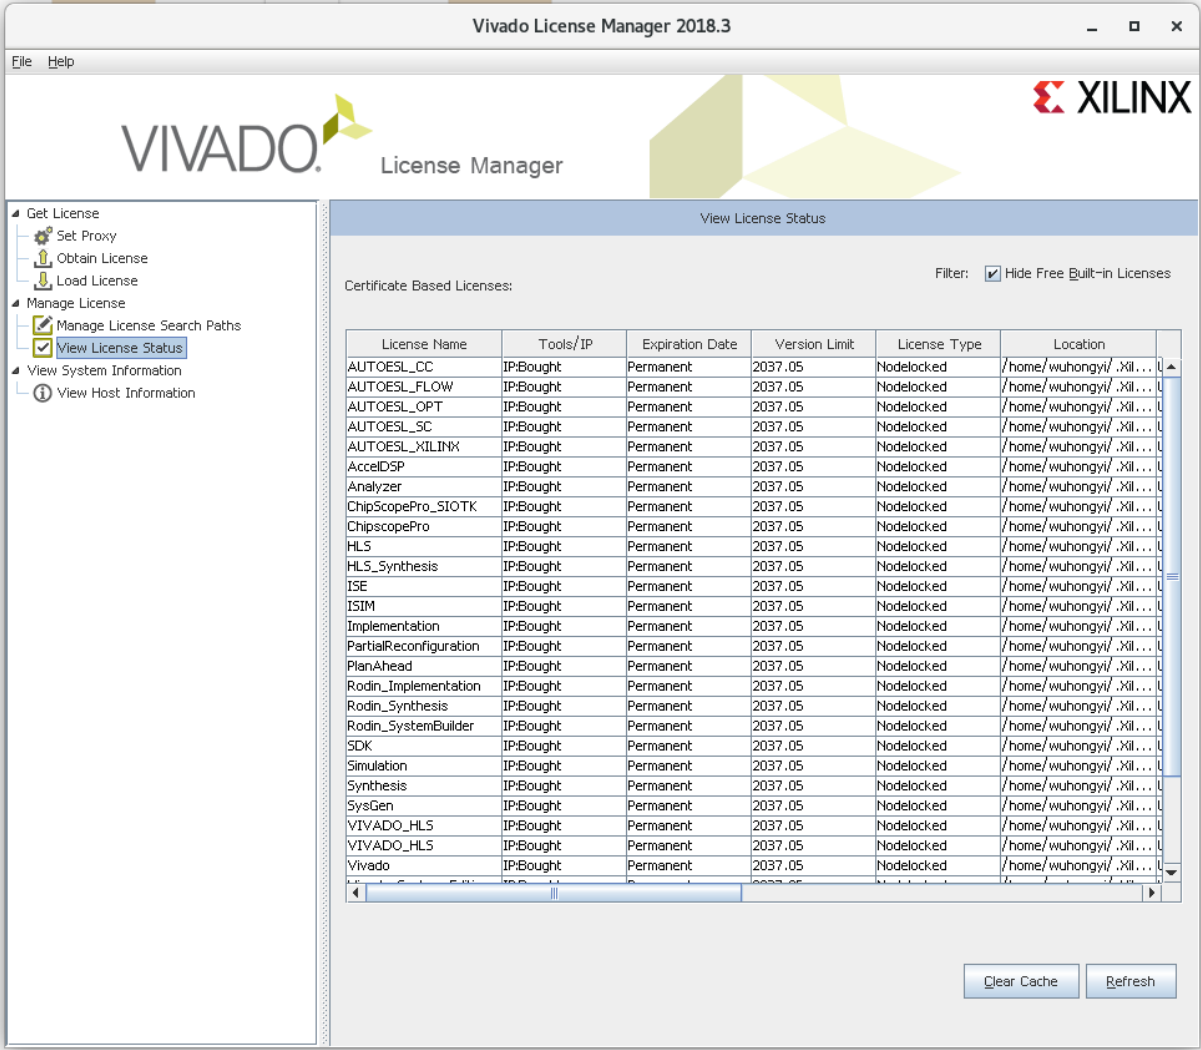 Vivado License Manager 2018.3
File Help
VIVADO. License Manager
XILINX
Get License
Set Proxy
Obtain License
Load License
Manage License
Manage License Search Paths
View License Status
View System Information
View Host Information
View License Status
Filter: Hide Free Built-in Licenses
Certificate Based Licenses:
License Name Tools/IP Expiration Date Version Limit License Type Location
AUTOESL_CC IP:Bought Permanent 2037.05 Nodelocked /home/wuhongyi/.Xil...
AUTOESL_FLOW IP:Bought Permanent 2037.05 Nodelocked /home/wuhongyi/.Xil...
AUTOESL_OPT IP:Bought Permanent 2037.05 Nodelocked /home/wuhongyi/.Xil...
AUTOESL_SC IP:Bought Permanent 2037.05 Nodelocked /home/wuhongyi/.Xil...
AUTOESL_XILINX IP:Bought Permanent 2037.05 Nodelocked /home/wuhongyi/.Xil...
AccelDSP IP:Bought Permanent 2037.05 Nodelocked /home/wuhongyi/.Xil...
Analyzer IP:Bought Permanent 2037.05 Nodelocked /home/wuhongyi/.Xil...
ChipScopePro_SIOTK IP:Bought Permanent 2037.05 Nodelocked /home/wuhongyi/.Xil...
ChipscopePro IP:Bought Permanent 2037.05 Nodelocked /home/wuhongyi/.Xil...
HLS IP:Bought Permanent 2037.05 Nodelocked /home/wuhongyi/.Xil...
HLS_Synthesis IP:Bought Permanent 2037.05 Nodelocked /home/wuhongyi/.Xil...
ISE IP:Bought Permanent 2037.05 Nodelocked /home/wuhongyi/.Xil...
ISIM IP:Bought Permanent 2037.05 Nodelocked /home/wuhongyi/.Xil...
Implementation IP:Bought Permanent 2037.05 Nodelocked /home/wuhongyi/.Xil...
PartialReconfiguration IP:Bought Permanent 2037.05 Nodelocked /home/wuhongyi/.Xil...
PlanAhead IP:Bought Permanent 2037.05 Nodelocked /home/wuhongyi/.Xil...
Rodin_Implementation IP:Bought Permanent 2037.05 Nodelocked /home/wuhongyi/.Xil...
Rodin_Synthesis IP:Bought Permanent 2037.05 Nodelocked /home/wuhongyi/.Xil...
Rodin_SystemBuilder IP:Bought Permanent 2037.05 Nodelocked /home/wuhongyi/.Xil...
SDK IP:Bought Permanent 2037.05 Nodelocked /home/wuhongyi/.Xil...
Simulation IP:Bought Permanent 2037.05 Nodelocked /home/wuhongyi/.Xil...
Synthesis IP:Bought Permanent 2037.05 Nodelocked /home/wuhongyi/.Xil...
SysGen IP:Bought Permanent 2037.05 Nodelocked /home/wuhongyi/.Xil...
VIVADO_HLS IP:Bought Permanent 2037.05 Nodelocked /home/wuhongyi/.Xil...
VIVADO_HLS IP:Bought Permanent 2037.05 Nodelocked /home/wuhongyi/.Xil...
Vivado IP:Bought Permanent 2037.05 Nodelocked /home/wuhongyi/.Xil...
Clear Cache Refresh